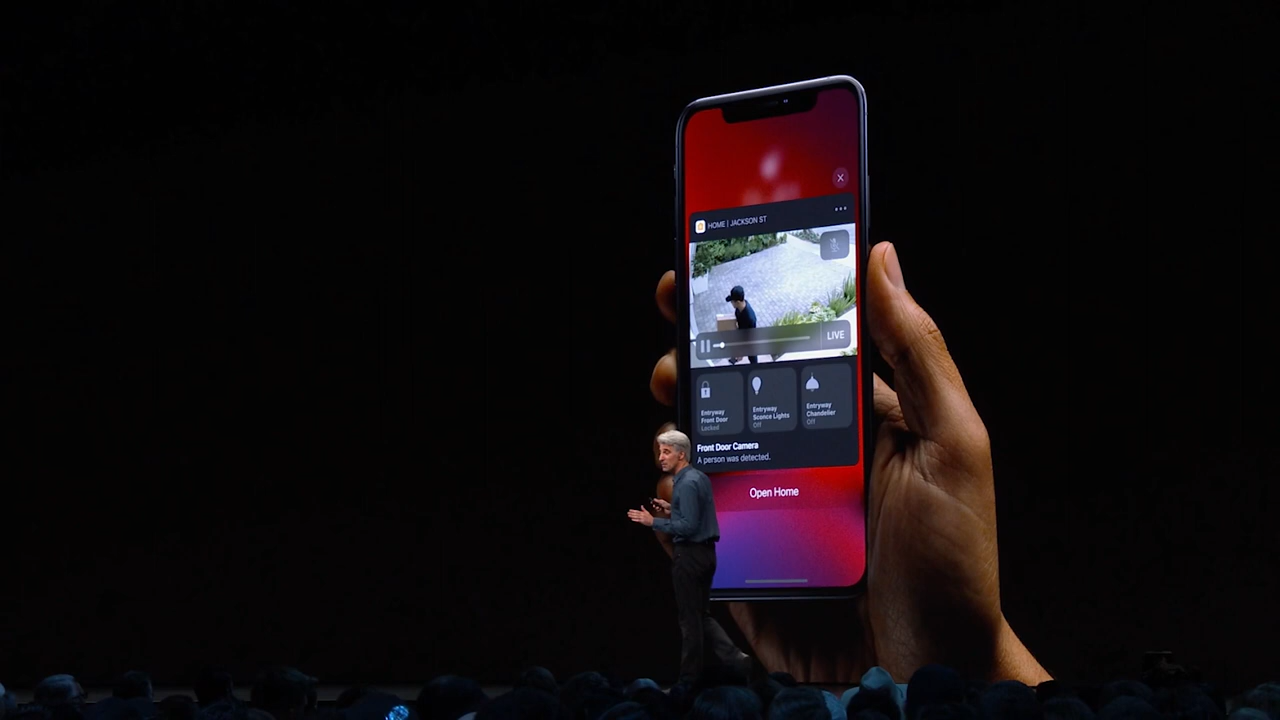 HOME | JACKSON ST
LIVE
Entryway
Front Door
Locked
Entryway
Sconce Lights
Off
Entryway
Chandelier
Off
Front Door Camera
A person was detected.
Open Home